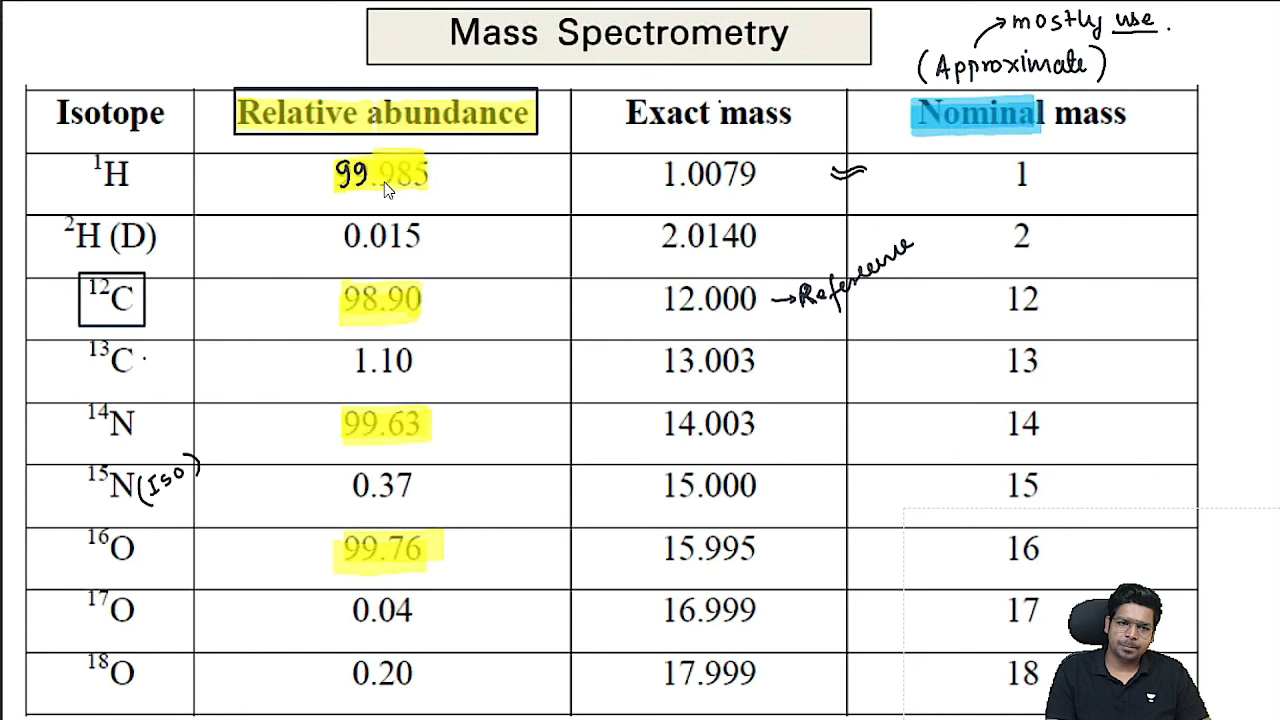 Mass Spectrometry
mostly use.
(Approximate)
Isotope Relative abundance Exact mass Nominal mass
¹H 99.985 1.0079 1
²H (D) 0.015 2.0140 2
¹²C 98.90 12.000 → Reference 12
¹³C 1.10 13.003 13
¹⁴N 99.63 14.003 14
¹⁵N (Iso) 0.37 15.000 15
¹⁶O 99.76 15.995 16
¹⁷O 0.04 16.999 17
¹⁸O 0.20 17.999 18